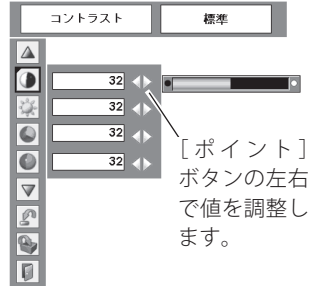 コントラスト 標準
32
32
32
32
[ポイント]
ボタンの左右
で値を調整し
ます。